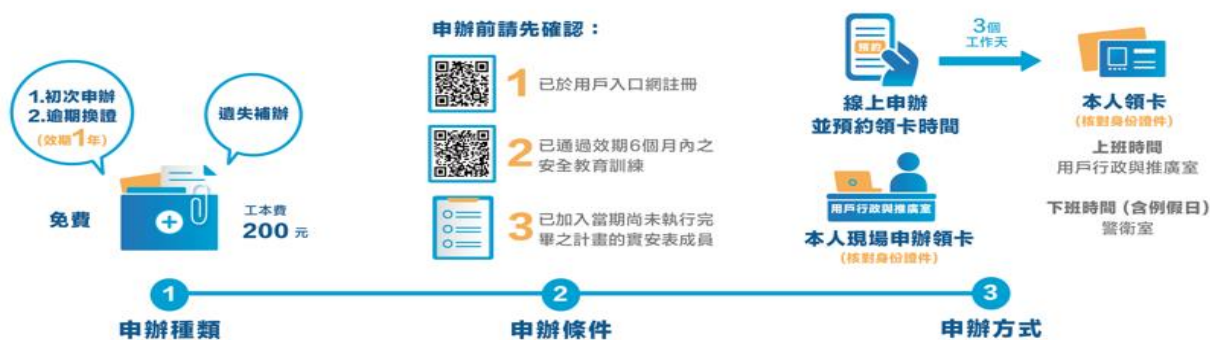 1.初次申辦
2.逾期換證
(效期1年)
遺失補辦
免費
工本費
200 元
1
申辦種類
申辦前請先確認：
1 已於用戶入口網註冊
2 已通過效期6個月內之
安全教育訓練
3 已加入當期尚未執行完
畢之計畫的實安表成員
2
申辦條件
預約
線上申辦
並預約領卡時間
3個
工作天
本人領卡
(核對身份證件)
上班時間
用戶行政與推廣室
下班時間 (含例假日)
警衛室
用戶行政與推廣室
本人現場申辦領卡
(核對身份證件)
3
申辦方式